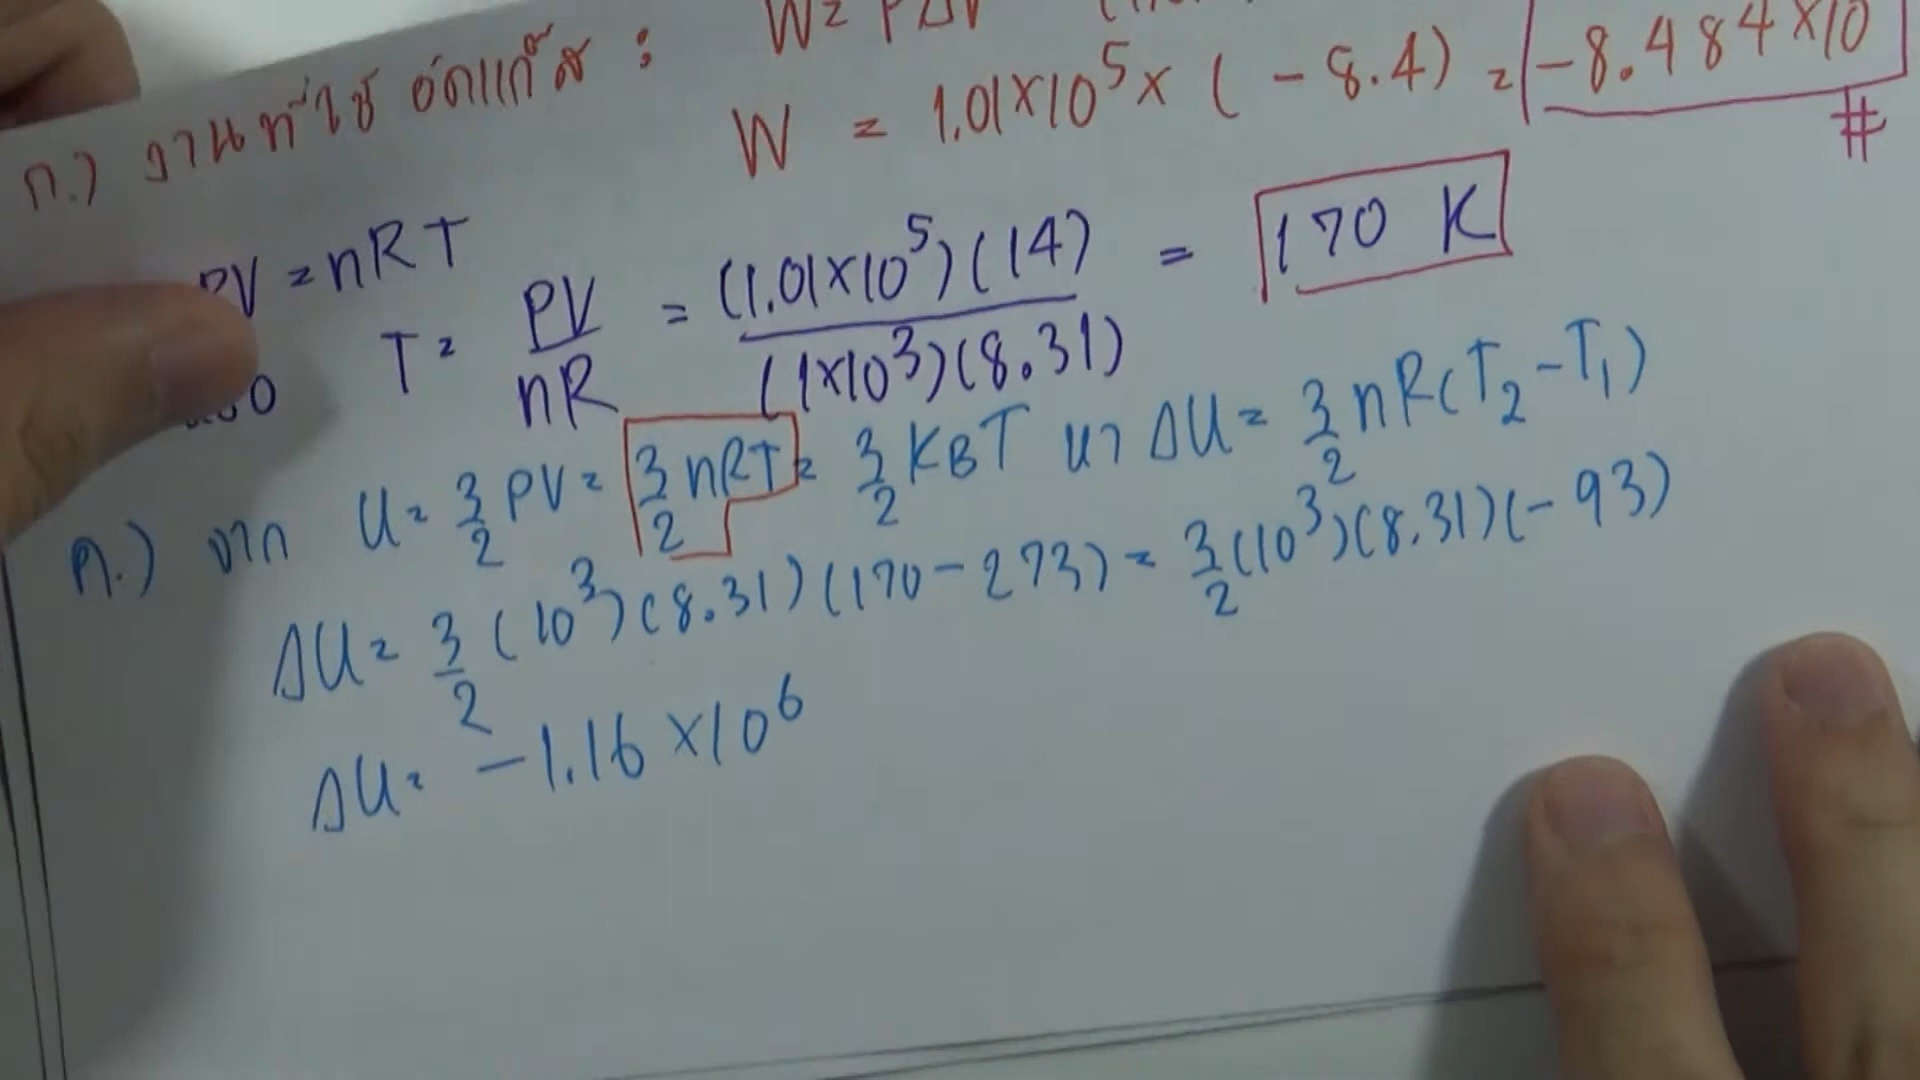 W = PΔV
ก.) งานที่ใช้ อัดแก๊ส : W = 1.01×10⁵ × ( - 8.4) = -8.484×10
#
PV = nRT
T = PV/nR = (1.01×10⁵)(14)/(1×10³)(8.31) = 170 K
ค.) จาก U = 3/2 PV = 3/2 nRT = 3/2 KBT หา ΔU = 3/2 nR(T₂-T₁)
ΔU = 3/2 (10³)(8.31)(170-273) = 3/2 (10³)(8.31)(-93)
ΔU = -1.16 ×10⁶